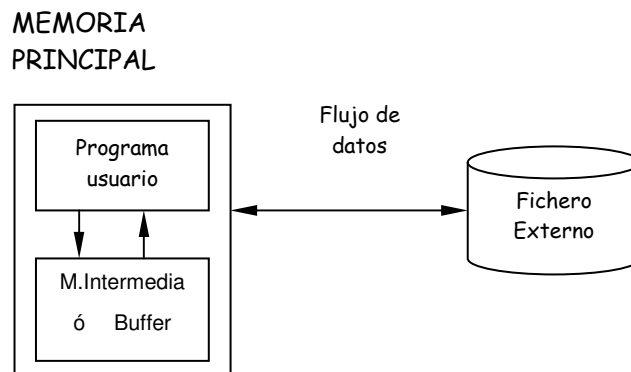 MEMORIA
PRINCIPAL
Programa
usuario
M.Intermedia
ó Buffer
Flujo de
datos
Fichero
Externo